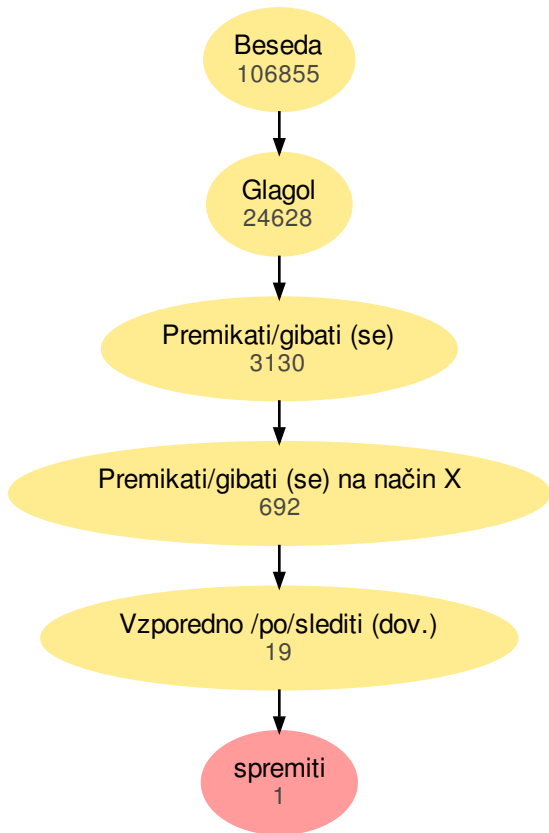 Beseda
106855
Glagol
24628
Premikati/gibati (se)
3130
Premikati/gibati (se) na način X
692
Vzporedno /po/slediti (dov.)
19
spremiti
1